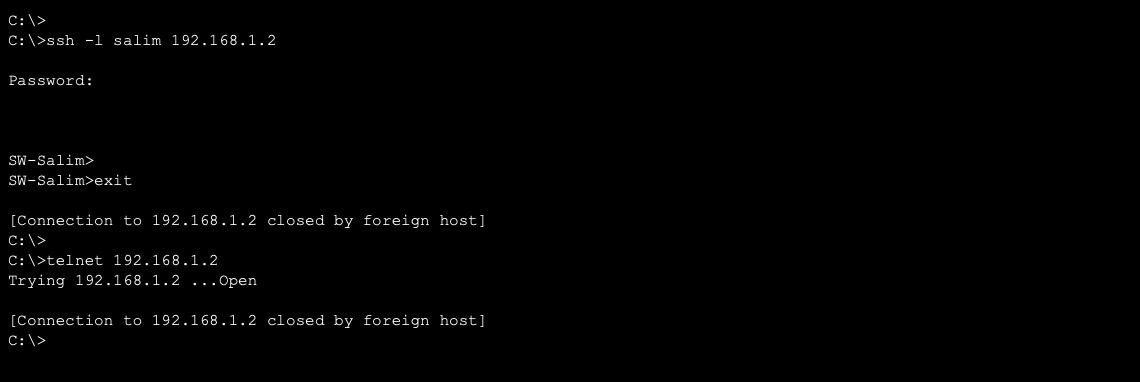 C:\>
C:\>ssh -l salim 192.168.1.2
Password:
SW-Salim>
SW-Salim>exit
[Connection to 192.168.1.2 closed by foreign host]
C:\>
C:\>telnet 192.168.1.2
Trying 192.168.1.2 ...Open
[Connection to 192.168.1.2 closed by foreign host]
C:\>